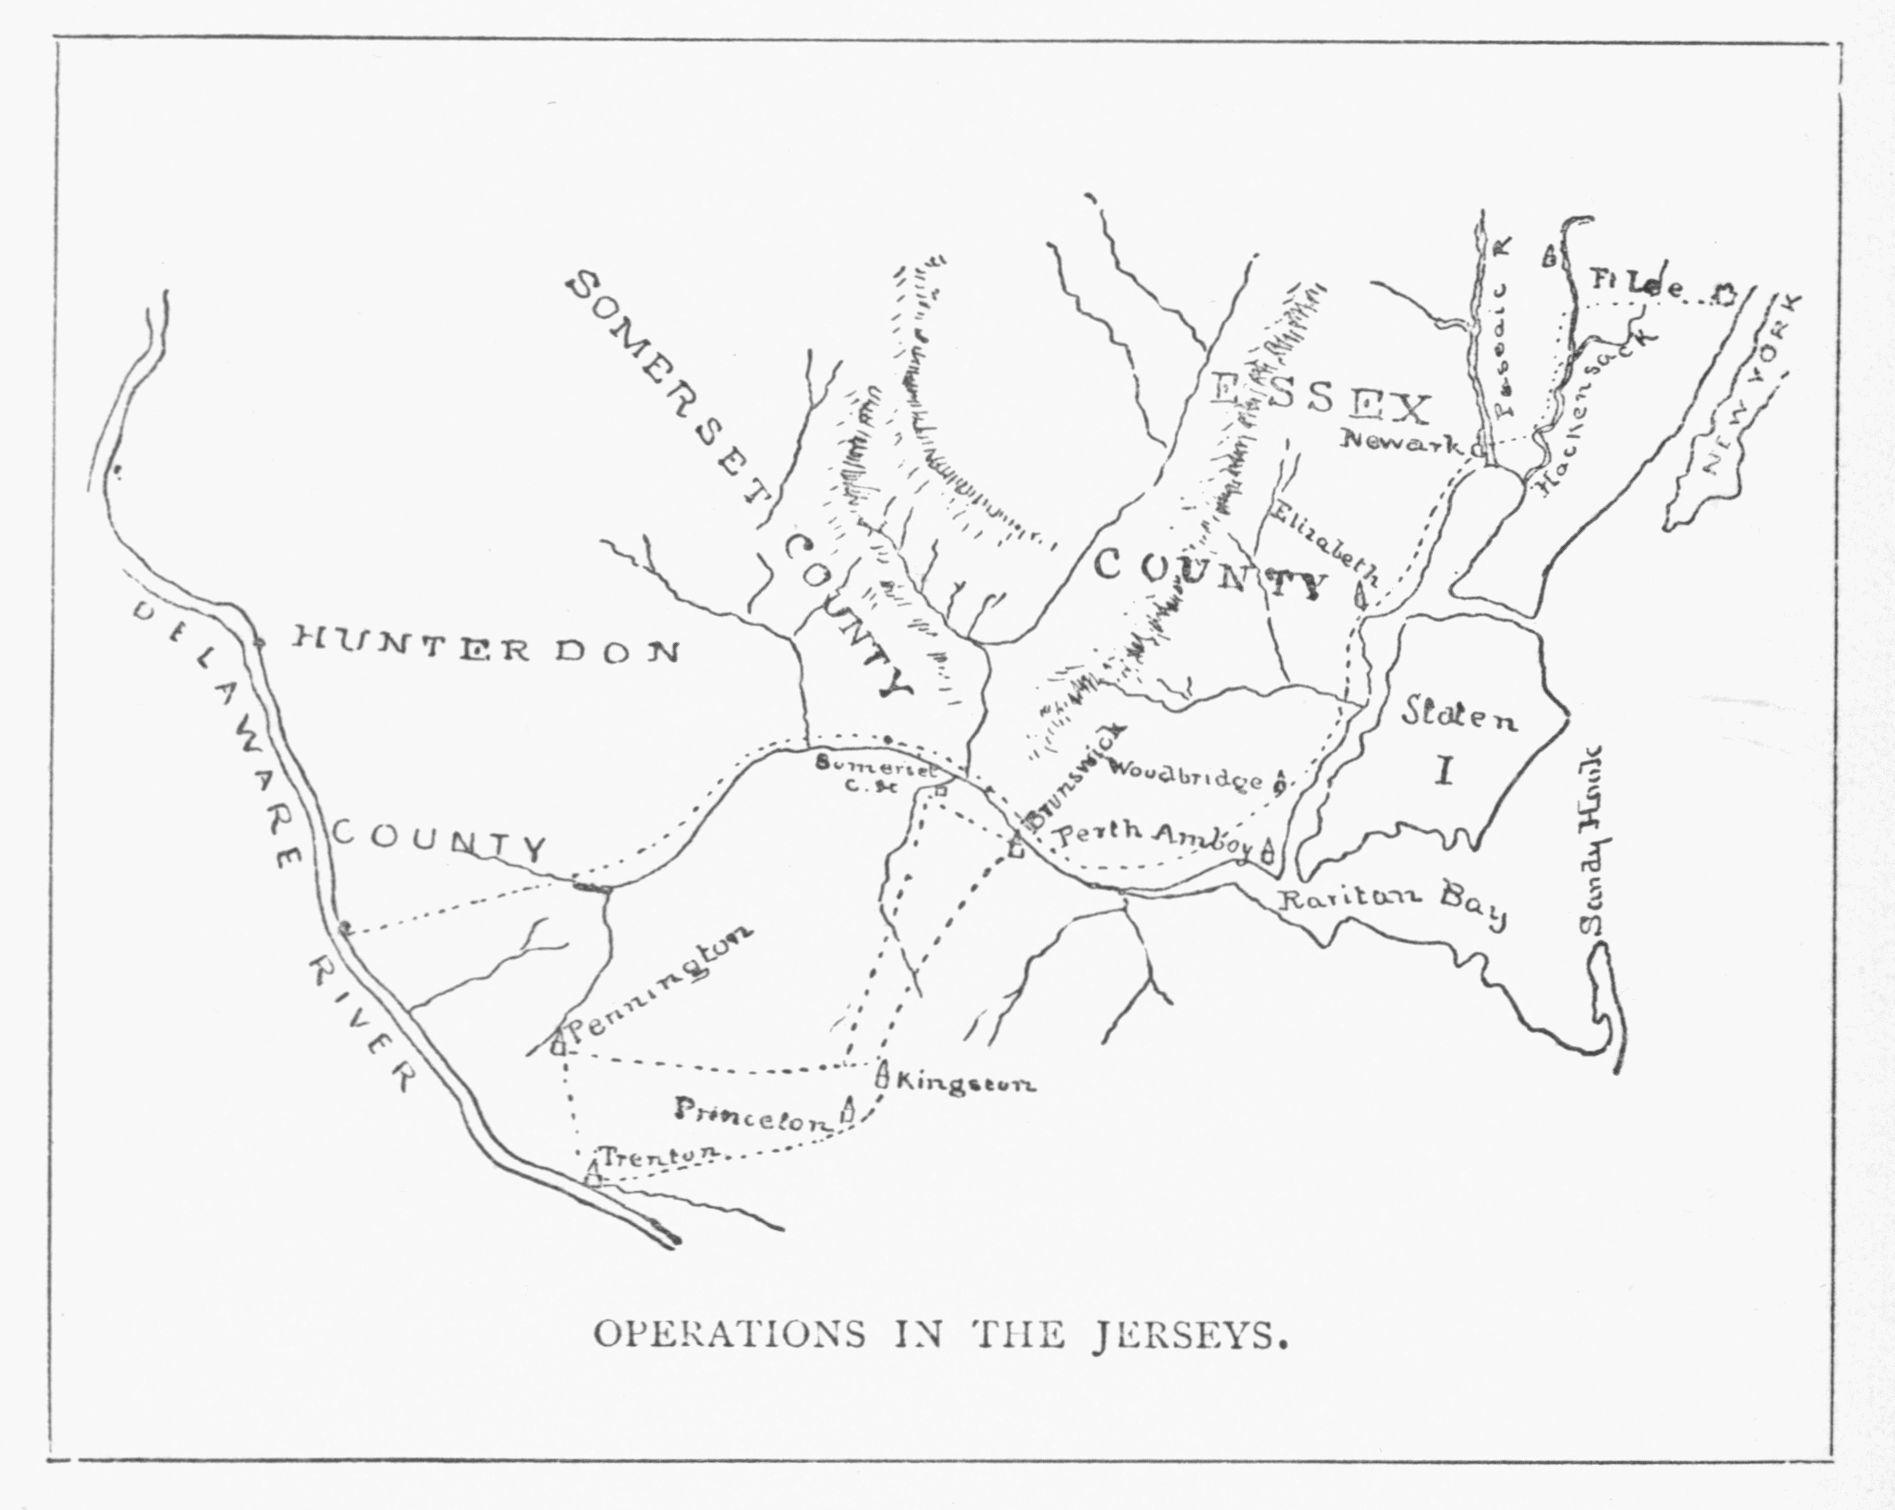 SOMERSET COUNTY
HUNTERDON
COUNTY
ESSEX
COUNTY
DELAWARE
RIVER
Passaic R
Hackensack
Ft Lee
NEW YORK
Newark
Elizabeth
Staten
I
Woodbridge
Brunswick
Perth Amboy
Somerset
C. H
Raritan Bay
Sandy Hook
Pennington
Kingston
Princeton
Trenton
OPERATIONS IN THE JERSEYS.